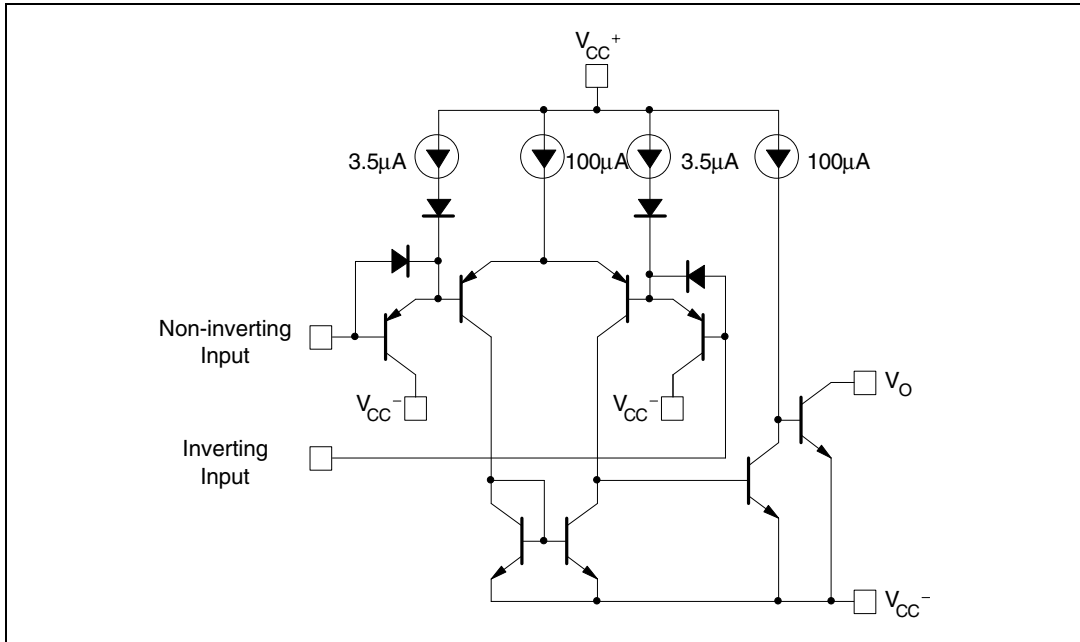 VCC+
3.5µA
100µA
3.5µA
100µA
Non-inverting
Input
VCC−
VCC−
VO
Inverting
Input
VCC−